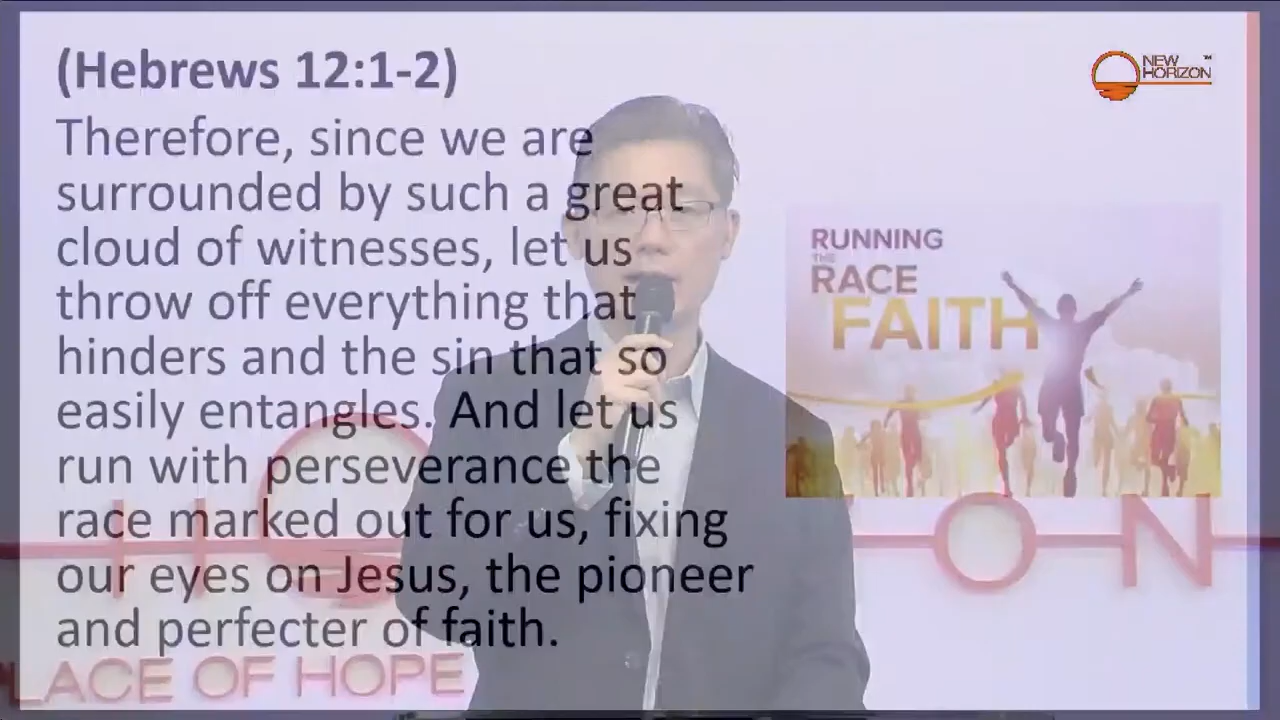 (Hebrews 12:1-2)
Therefore, since we are
surrounded by such a great
cloud of witnesses, let us
throw off everything that
hinders and the sin that so
easily entangles. And let us
run with perseverance the
race marked out for us, fixing
our eyes on Jesus, the pioneer
and perfecter of faith.
NEW
HORIZON™
RUNNING
THE
RACE
FAITH
H O
O N
LACE OF HOPE